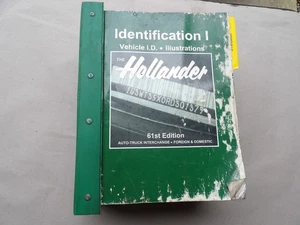 Identification I
Vehicle I.D. + Illustrations
THE
Hollander
61st Edition
AUTO-TRUCK INTERCHANGE • FOREIGN & DOMESTIC